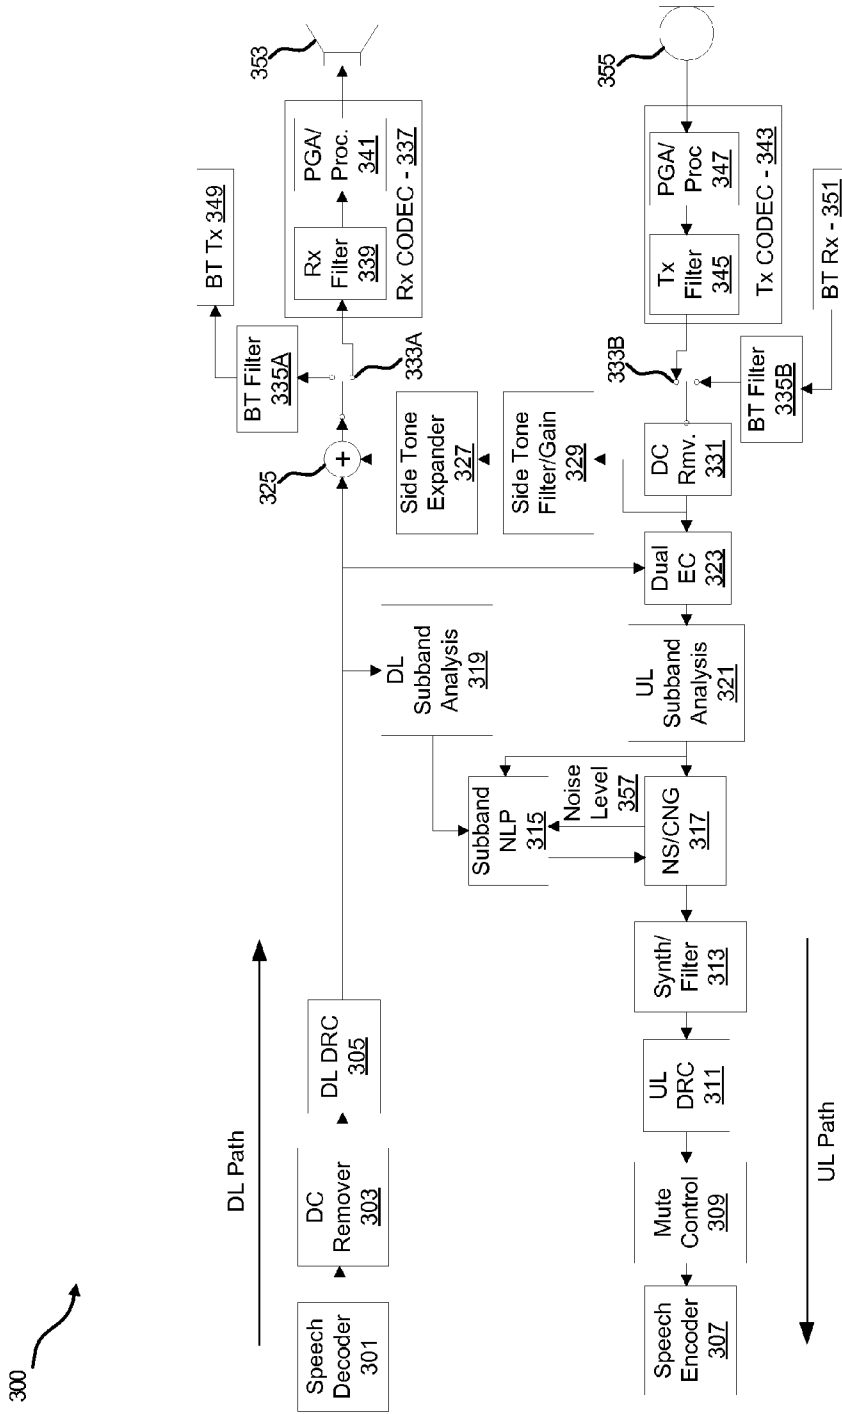 300
DL Path
Speech
Decoder
301
DC
Remover
303
DL DRC
305
325
BT Filter
335A
BT Tx 349
333A
Rx
Filter
339
PGA/
Proc.
341
Rx CODEC - 337
353
DL
Subband
Analysis
319
Side Tone
Expander
327
Side Tone
Filter/Gain
329
Subband
NLP
315
Noise
Level
357
Speech
Encoder
307
Mute
Control
309
UL
DRC
311
Synth/
Filter
313
NS/CNG
317
UL
Subband
Analysis
321
Dual
EC
323
DC
Rmv.
331
333B
BT Filter
335B
Tx
Filter
345
PGA/
Proc
347
Tx CODEC - 343
355
BT Rx - 351
UL Path